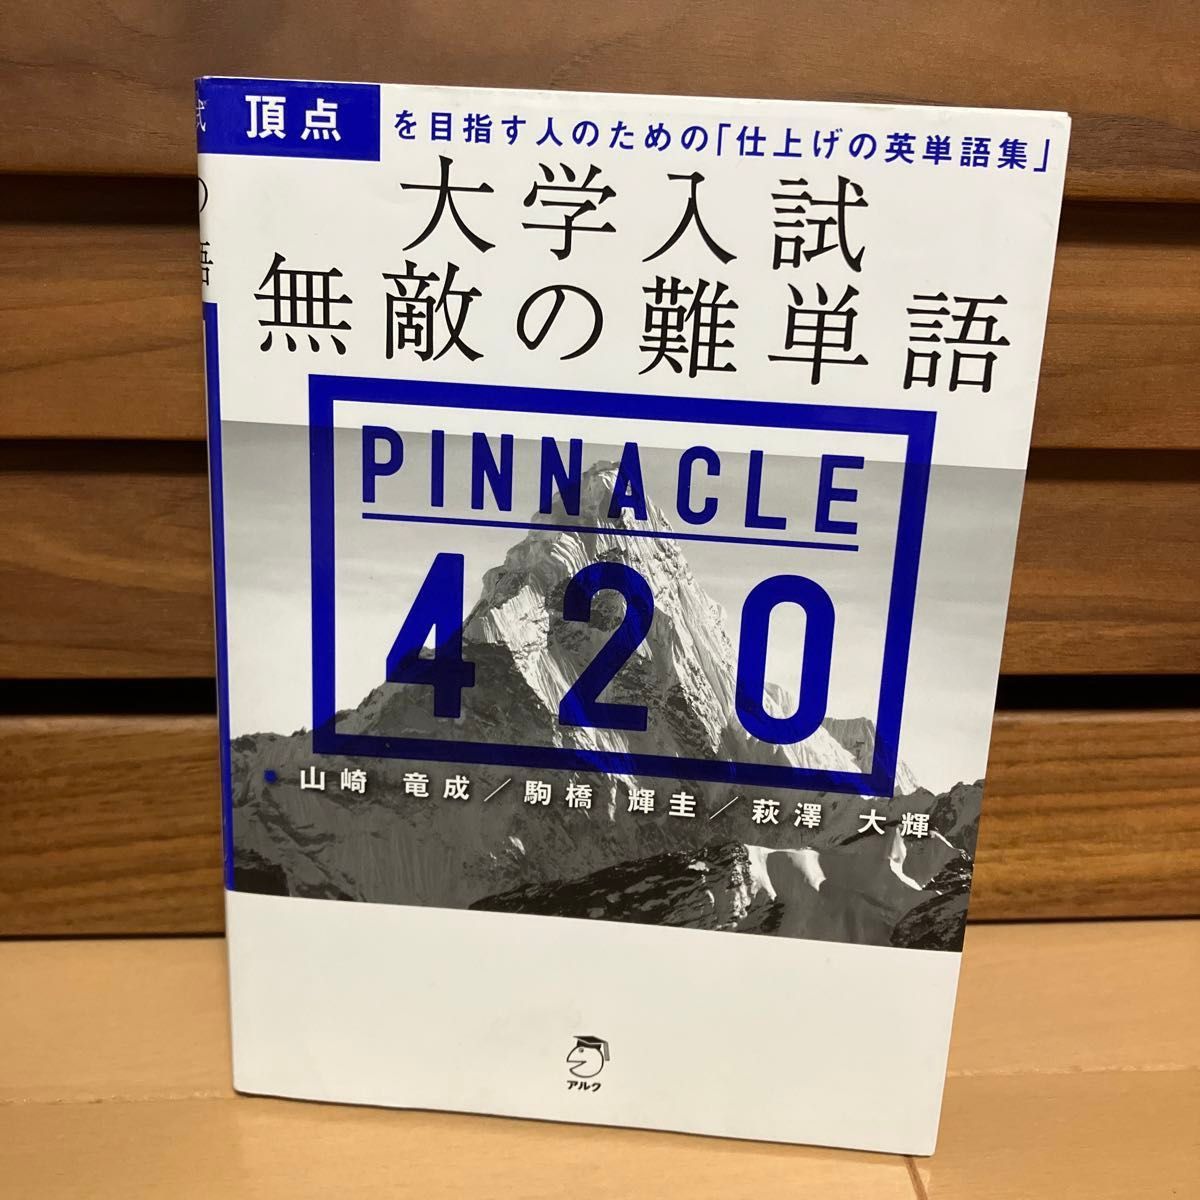 頂点を目指す人のための「仕上げの英単語集」
大学入試
無敵の難単語
PINNACLE
420
山崎 竜成／駒橋 輝圭／萩澤 大輝
アルク